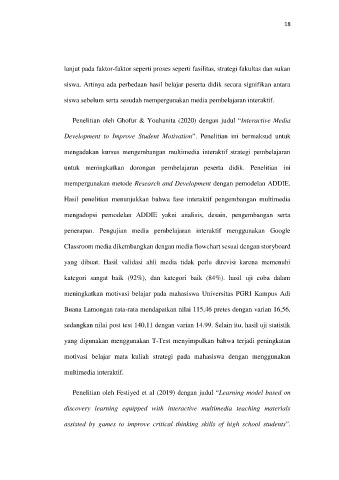 18
lanjut pada faktor-faktor seperti proses seperti fasilitas, strategi fakultas dan sukan
siswa. Artinya ada perbedaan hasil belajar peserta didik secara signifikan antara
siswa sebelum serta sesudah mempergunakan media pembelajaran interaktif.
Penelitian oleh Ghofur & Youhanita (2020) dengan judul "Interactive Media
Development to Improve Student Motivation". Penelitian ini bermaksud untuk
mengadakan kursus mengembangan multimedia interaktif strategi pembelajaran
untuk meningkatkan dorongan pembelajaran peserta didik. Penelitian ini
mempergunakan metode Research and Development dengan pemodelan ADDIE.
Hasil penelitian menunjukkan bahwa fase interaktif pengembangan multimedia
mengadopsi pemodelan ADDIE yakni analisis, desain, pengembangan serta
penerapan. Pengujian media pembelajaran interaktif menggunakan Google
Classroom media dikembangkan dengan media flowchart sesuai dengan storyboard
yang dibuat. Hasil validasi ahli media tidak perlu direvisi karena memenuhi
kategori sangat baik (92%), dan kategori baik (84%). hasil uji coba dalam
meningkatkan motivasi belajar pada mahasiswa Universitas PGRI Kampus Adi
Buana Lamongan rata-rata mendapatkan nilai 115,46 pretes dengan varian 16,56,
sedangkan nilai post test 140,11 dengan varian 14.99. Selain itu, hasil uji statistik
yang digunakan menggunakan T-Test menyimpulkan bahwa terjadi peningkatan
motivasi belajar mata kuliah strategi pada mahasiswa dengan menggunakan
multimedia interaktif.
Penelitian oleh Festiyed et al (2019) dengan judul "Learning model based on
discovery learning equipped with interactive multimedia teaching materials
assisted by games to improve critical thinking skills of high school students".